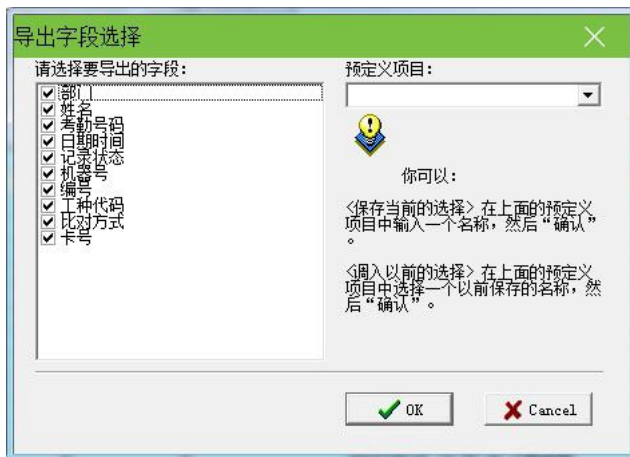 导出字段选择
请选择要导出的字段:
部门
姓名
考勤号码
日期时间
记录状态
机器号
编号
工种代码
比对方式
卡号
预定义项目:
你可以:
<保存当前的选择> 在上面的预定义
项目中输入一个名称，然后“确认”
。
<调入以前的选择> 在上面的预定义
项目中选择一个以前保存的名称，然
后“确认”。
OK
Cancel